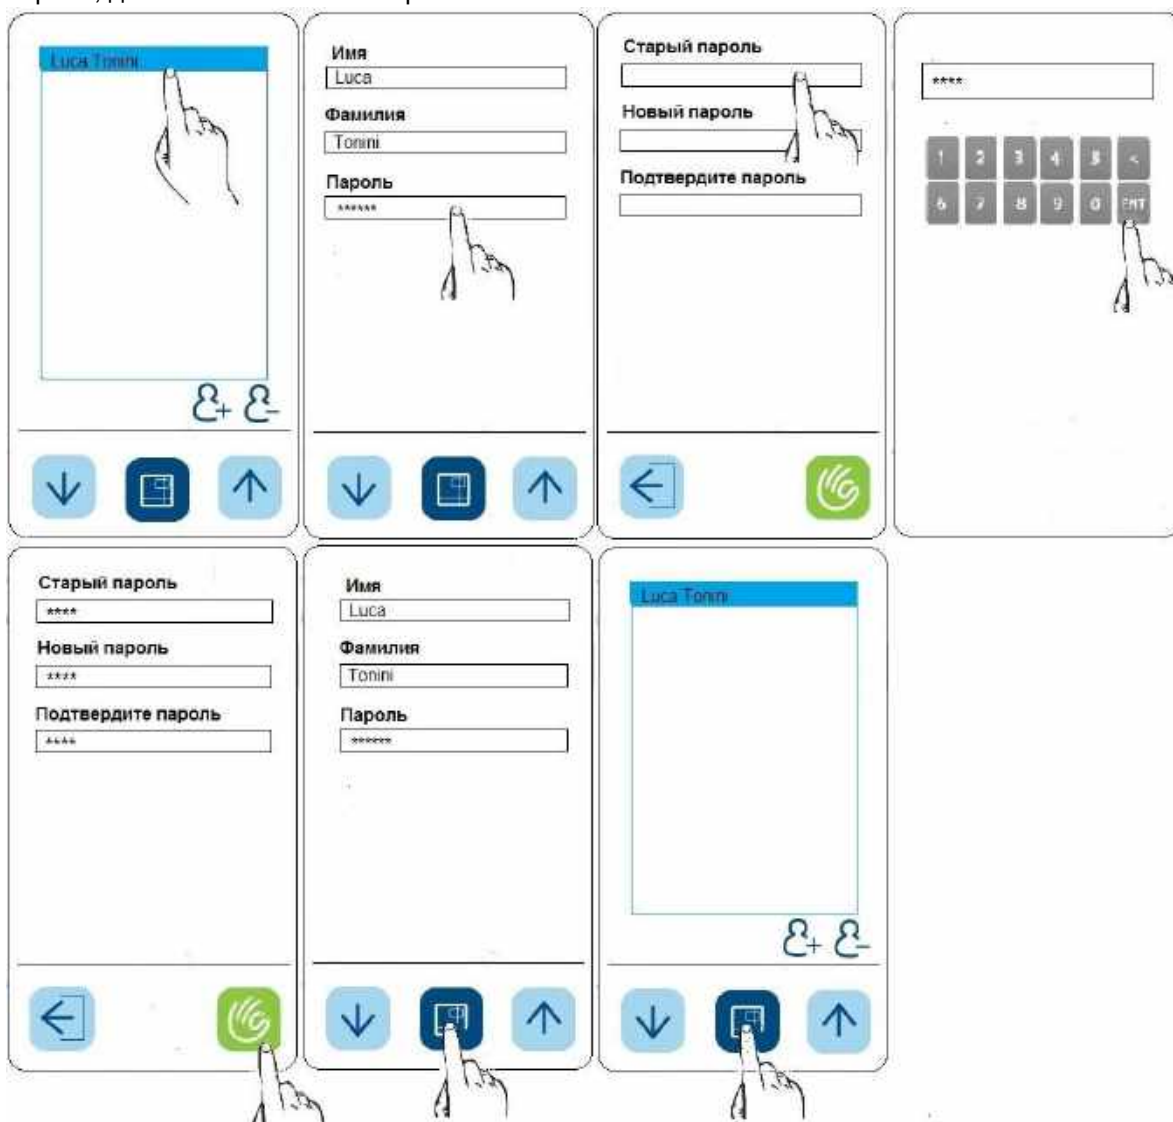 Luca Tonini
Имя
Luca
Фамилия
Tonini
Пароль
******
Старый пароль
Новый пароль
Подтвердите пароль
****
1 2 3 4 5 <
6 7 8 9 0 ENT
Старый пароль
****
Новый пароль
****
Подтвердите пароль
****
Имя
Luca
Фамилия
Tonini
Пароль
******
Luca Tonini